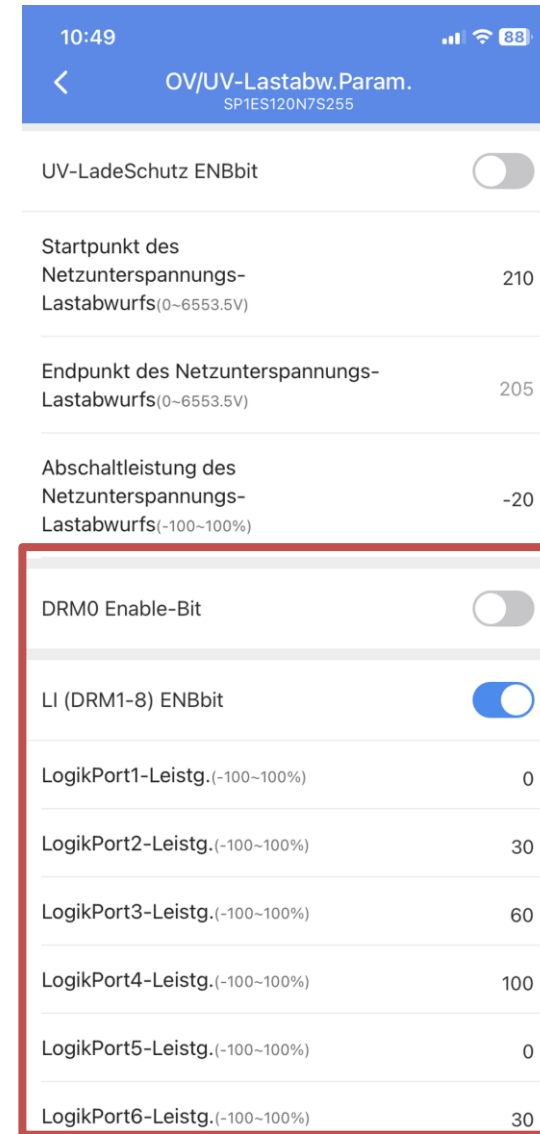 10:49
88
OV/UV-Lastabw.Param.
SP1ES120N7S255
UV-LadeSchutz ENBbit
Startpunkt des
Netzunterspannungs-
Lastabwurfs(0~6553.5V)
210
Endpunkt des Netzunterspannungs-
Lastabwurfs(0~6553.5V)
205
Abschaltleistung des
Netzunterspannungs-
Lastabwurfs(-100~100%)
-20
DRM0 Enable-Bit
LI (DRM1-8) ENBbit
LogikPort1-Leistg.(-100~100%) 0
LogikPort2-Leistg.(-100~100%) 30
LogikPort3-Leistg.(-100~100%) 60
LogikPort4-Leistg.(-100~100%) 100
LogikPort5-Leistg.(-100~100%) 0
LogikPort6-Leistg.(-100~100%) 30